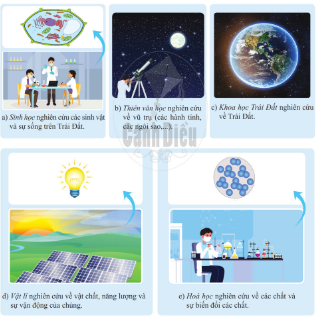 a) Sinh học nghiên cứu các sinh vật
và sự sống trên Trái Đất.
b) Thiên văn học nghiên cứu
về vũ trụ (các hành tinh,
các ngôi sao,...).
c) Khoa học Trái Đất nghiên cứu
về Trái Đất.
Cánh Diều
d) Vật lí nghiên cứu về vật chất, năng lượng và
sự vận động của chúng.
e) Hoá học nghiên cứu về các chất và
sự biến đổi các chất.